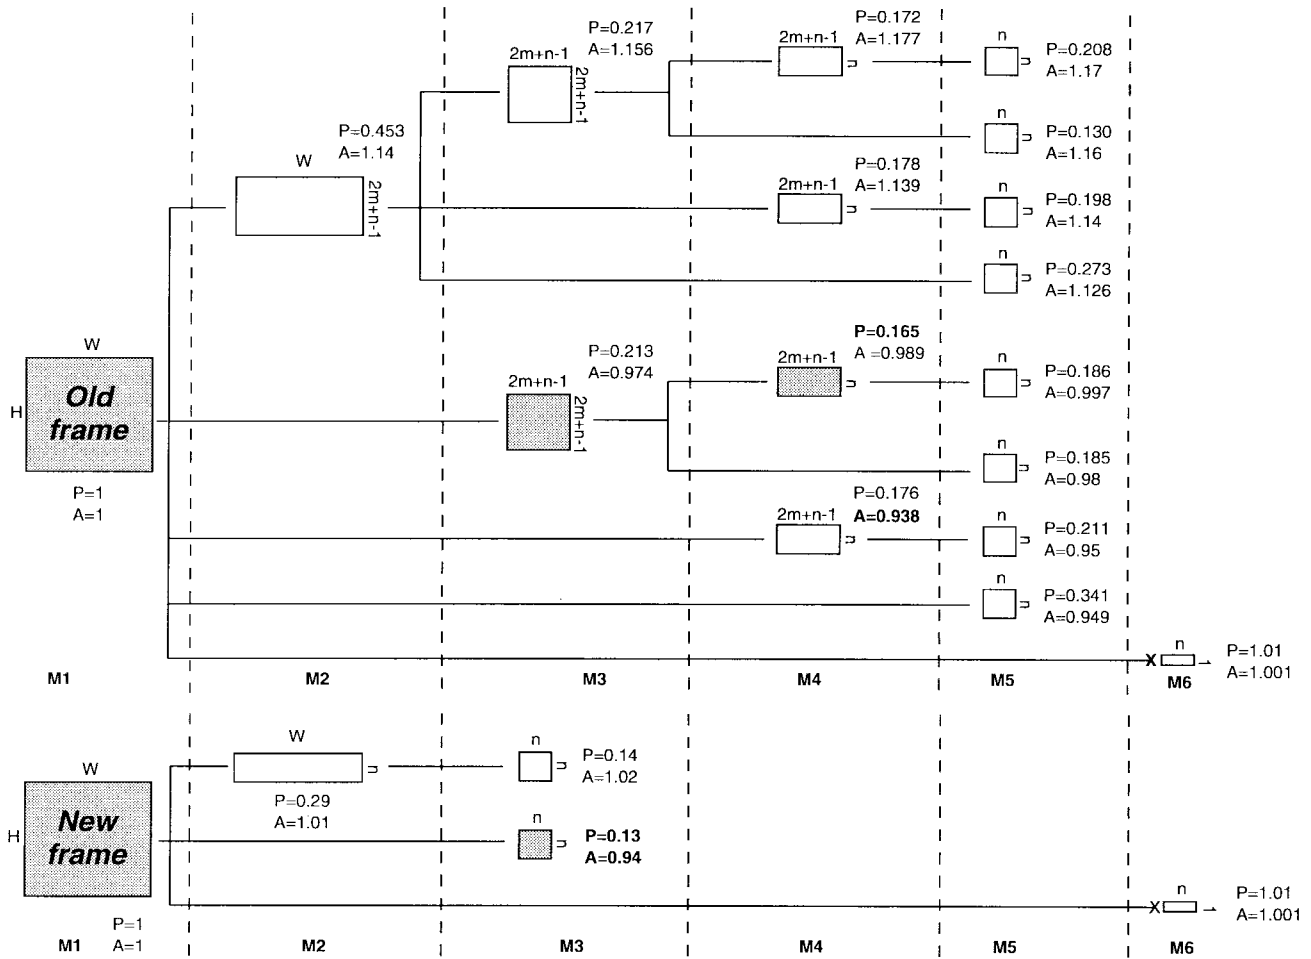 P=0.217
A=1.156
2m+n-1
2m+n-1
P=0.172
A=1.177
2m+n-1
n
n
n
P=0.208
A=1.17
n
n
P=0.130
A=1.16
P=0.453
A=1.14
W
2m+n-1
P=0.178
A=1.139
2m+n-1
n
n
n
P=0.198
A=1.14
n
n
P=0.273
A=1.126
W
H
Old
frame
P=1
A=1
P=0.213
A=0.974
2m+n-1
2m+n-1
P=0.165
A =0.989
2m+n-1
n
n
n
P=0.186
A=0.997
n
n
P=0.185
A=0.98
P=0.176
A=0.938
2m+n-1
n
n
n
P=0.211
A=0.95
n
n
P=0.341
A=0.949
X
n
1
P=1.01
A=1.001
M1
M2
M3
M4
M5
M6
W
H
New
frame
P=1
A=1
W
n
P=0.29
A=1.01
n
n
P=0.14
A=1.02
n
n
P=0.13
A=0.94
X
n
1
P=1.01
A=1.001
M1
M2
M3
M4
M5
M6